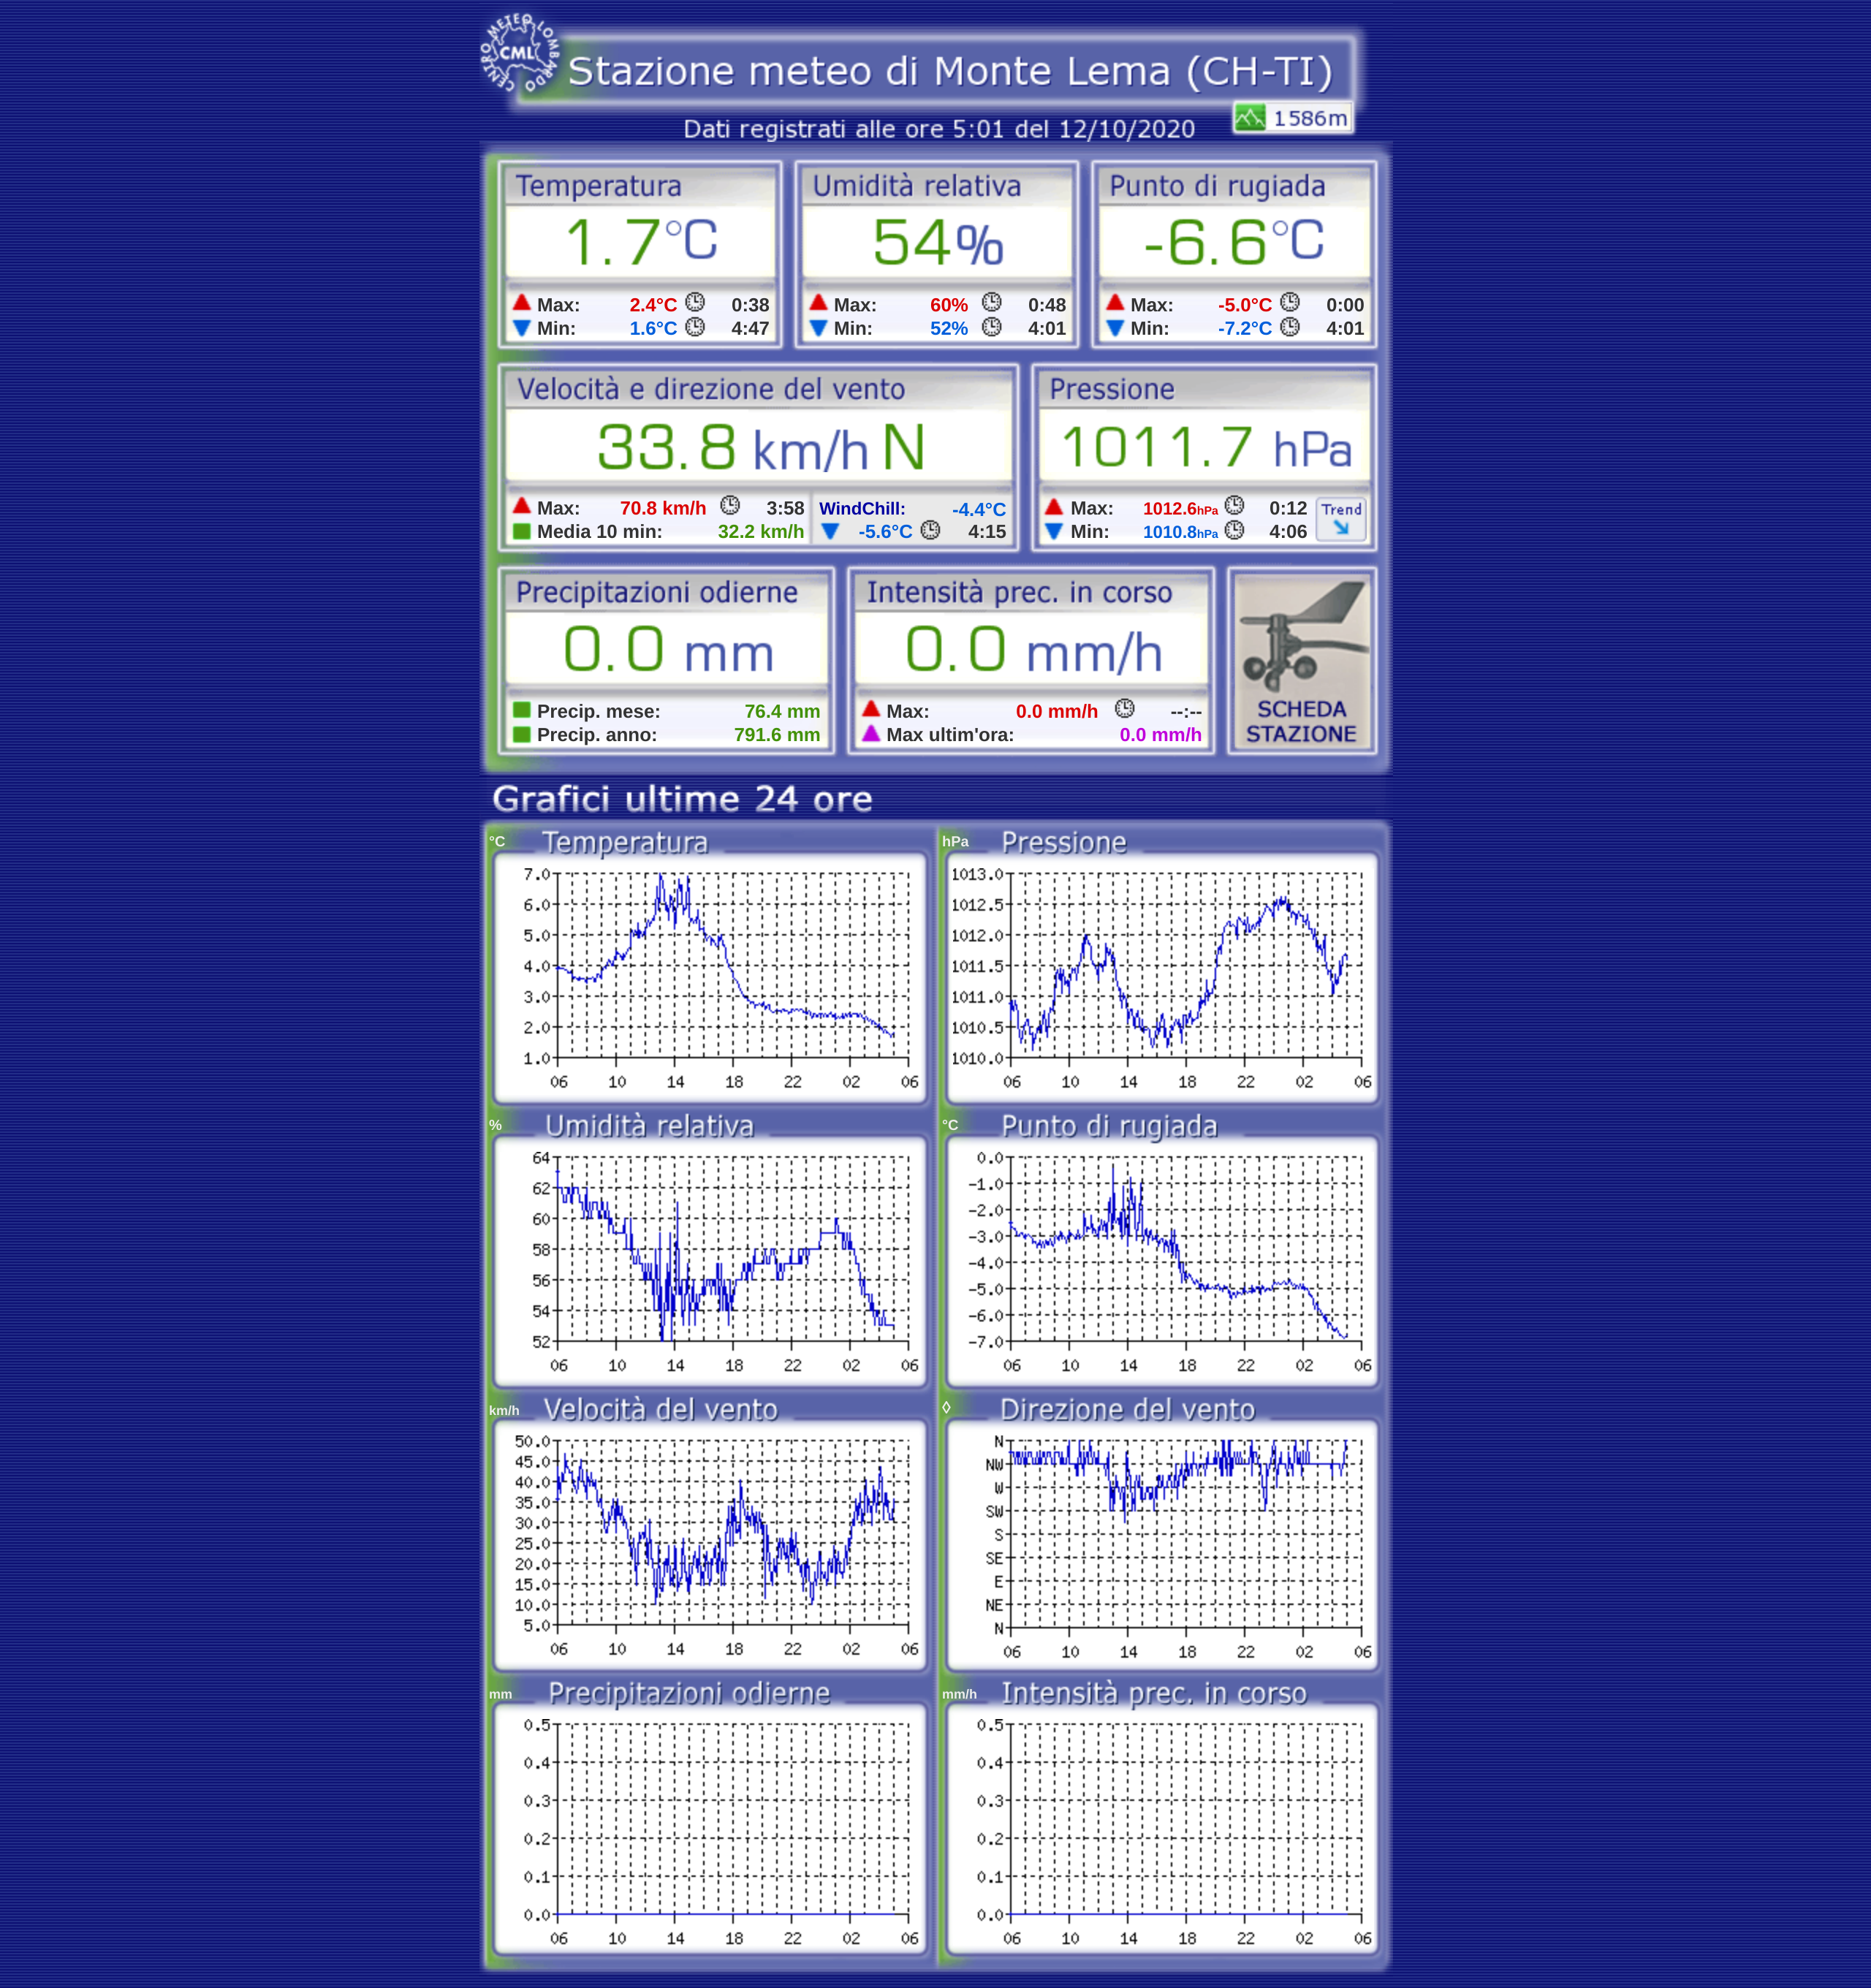 CENTRO METEO LOMBARDO
CML
Stazione meteo di Monte Lema (CH-TI)
1586m
Dati registrati alle ore 5:01 del 12/10/2020
Temperatura
1.7°C
Max: 2.4°C 0:38
Min: 1.6°C 4:47
Umidità relativa
54%
Max: 60% 0:48
Min: 52% 4:01
Punto di rugiada
-6.6°C
Max: -5.0°C 0:00
Min: -7.2°C 4:01
Velocità e direzione del vento
33.8 km/h N
Max: 70.8 km/h 3:58
Media 10 min: 32.2 km/h
WindChill: -4.4°C
-5.6°C 4:15
Pressione
1011.7 hPa
Max: 1012.6hPa 0:12
Min: 1010.8hPa 4:06
Trend
Precipitazioni odierne
0.0 mm
Precip. mese: 76.4 mm
Precip. anno: 791.6 mm
Intensità prec. in corso
0.0 mm/h
Max: 0.0 mm/h --:--
Max ultim'ora: 0.0 mm/h
SCHEDA
STAZIONE
Grafici ultime 24 ore
°C Temperatura
7.0
6.0
5.0
4.0
3.0
2.0
1.0
06 10 14 18 22 02 06
hPa Pressione
1013.0
1012.5
1012.0
1011.5
1011.0
1010.5
1010.0
06 10 14 18 22 02 06
% Umidità relativa
64
62
60
58
56
54
52
06 10 14 18 22 02 06
°C Punto di rugiada
0.0
-1.0
-2.0
-3.0
-4.0
-5.0
-6.0
-7.0
06 10 14 18 22 02 06
km/h Velocità del vento
50.0
45.0
40.0
35.0
30.0
25.0
20.0
15.0
10.0
5.0
06 10 14 18 22 02 06
◊ Direzione del vento
N
NW
W
SW
S
SE
E
NE
N
06 10 14 18 22 02 06
mm Precipitazioni odierne
0.5
0.4
0.3
0.2
0.1
0.0
06 10 14 18 22 02 06
mm/h Intensità prec. in corso
0.5
0.4
0.3
0.2
0.1
0.0
06 10 14 18 22 02 06